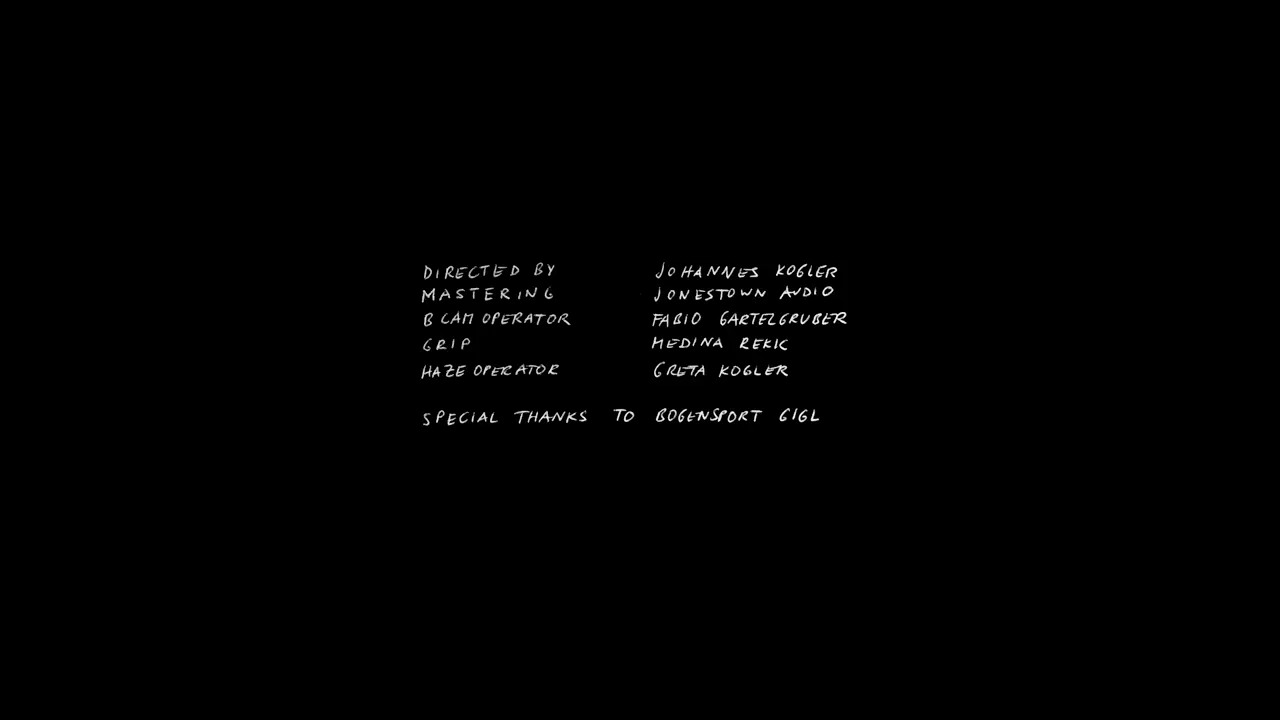 DIRECTED BY JOHANNES KOGLER
MASTERING JONESTOWN AUDIO
B CAM OPERATOR FABIO GARTELGRUBER
GRIP MEDINA REKIC
HAZE OPERATOR GRETA KOGLER
SPECIAL THANKS TO BOGENSPORT GIGL